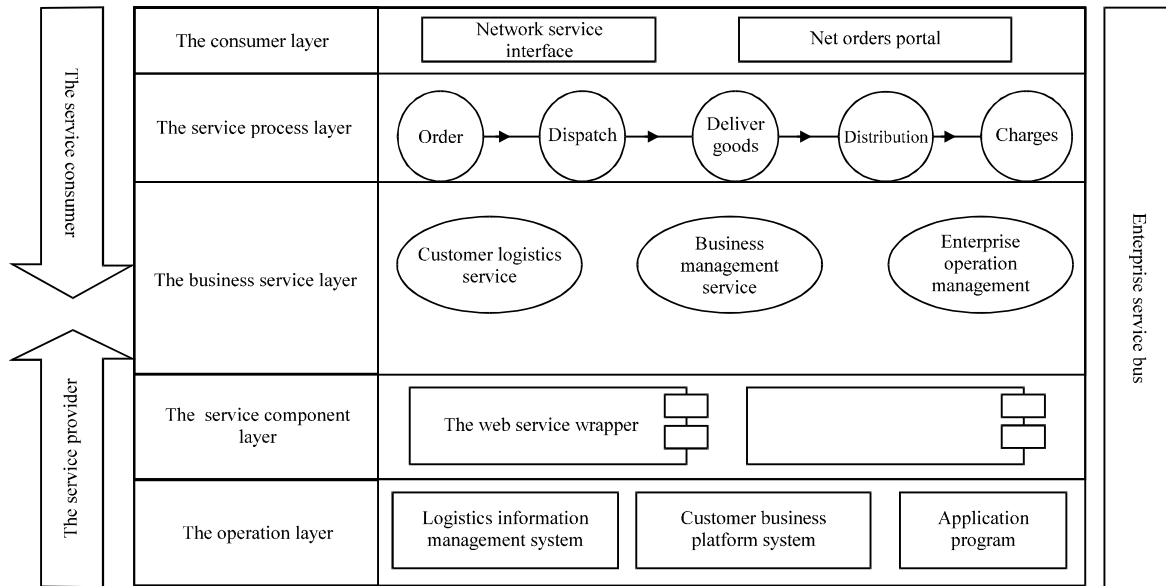 The service consumer
The service provider
The consumer layer
Network service
interface
Net orders portal
The service process layer
Order
Dispatch
Deliver
goods
Distribution
Charges
The business service layer
Customer logistics
service
Business
management
service
Enterprise
operation
management
The service component
layer
The web service wrapper
The operation layer
Logistics information
management system
Customer business
platform system
Application
program
Enterprise service bus